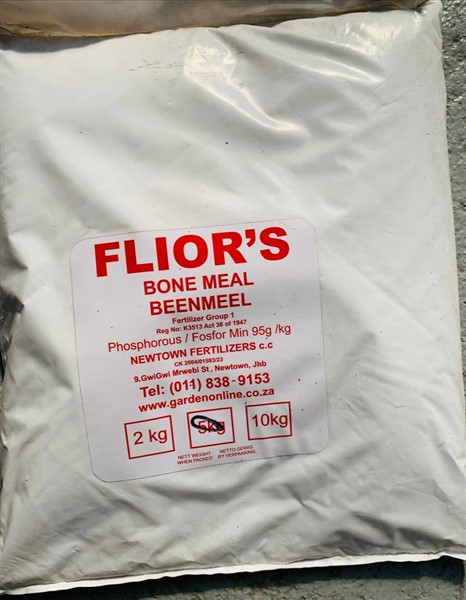 FLIOR'S
BONE MEAL
BEENMEEL
Fertilizer Group 1
Reg No: K3513 Act 36 of 1947
Phosphorous / Fosfor Min 95g /kg
NEWTOWN FERTILIZERS c.c
CK 2004/01593/23
9.GwiGwi Mrwebi St, Newtown, Jhb
Tel: (011) 838-9153
www.gardenonline.co.za
2 kg 5kg 10kg
NETT WEIGHT NETTO GEWIG
WHEN PACKED BY VERPAKKING.